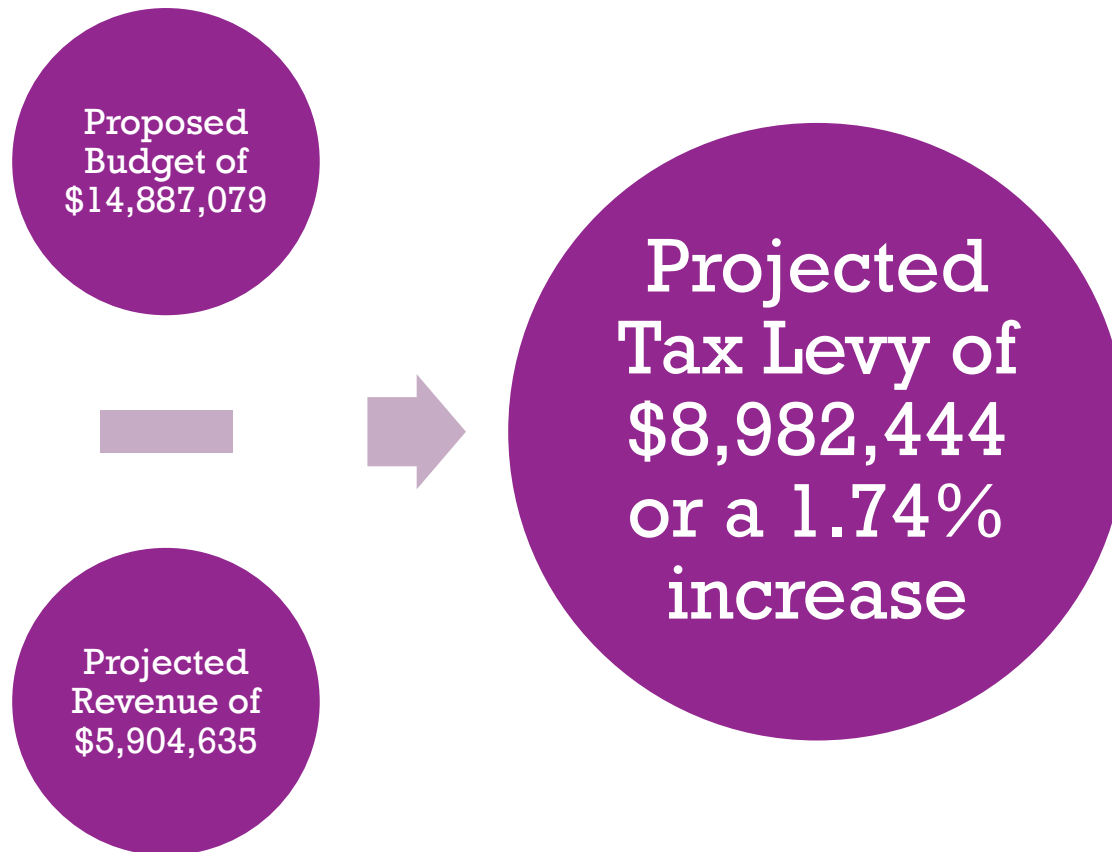 Proposed
Budget of
$14,887,079
Projected
Revenue of
$5,904,635
Projected
Tax Levy of
$8,982,444
or a 1.74%
increase